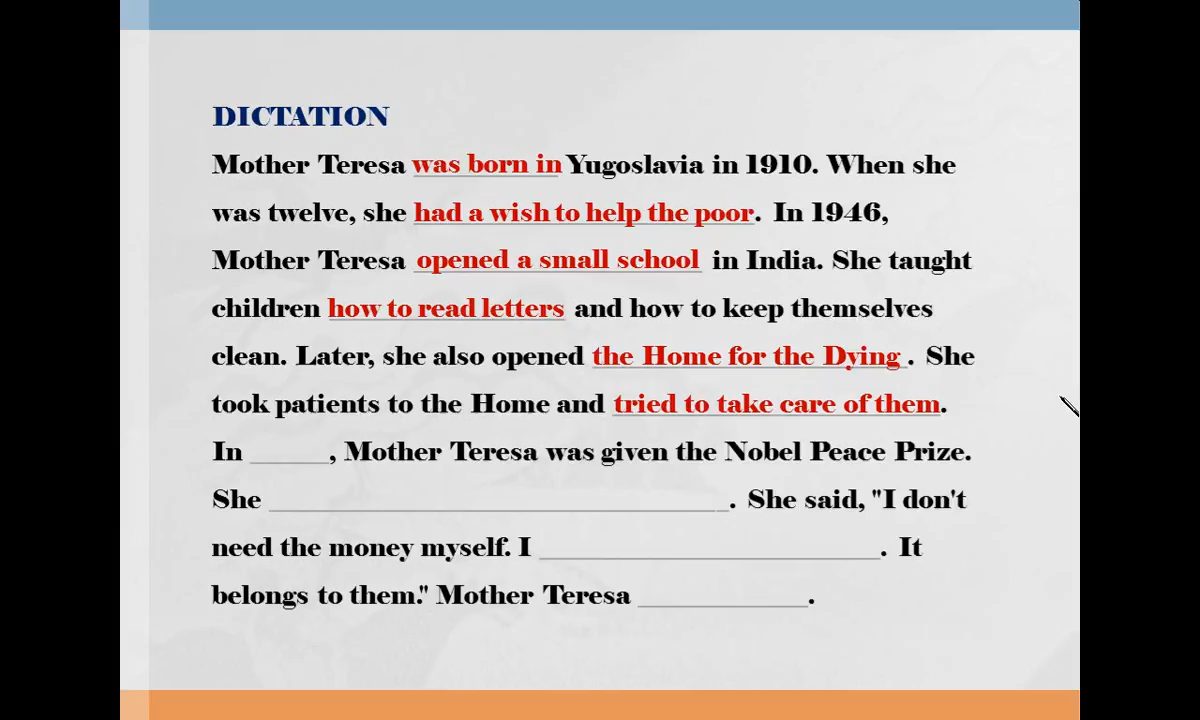 DICTATION
Mother Teresa was born in Yugoslavia in 1910. When she
was twelve, she had a wish to help the poor. In 1946,
Mother Teresa opened a small school in India. She taught
children how to read letters and how to keep themselves
clean. Later, she also opened the Home for the Dying . She
took patients to the Home and tried to take care of them.
In ______, Mother Teresa was given the Nobel Peace Prize.
She __________________________________. She said, "I don't
need the money myself. I _________________________. It
belongs to them." Mother Teresa ____________.